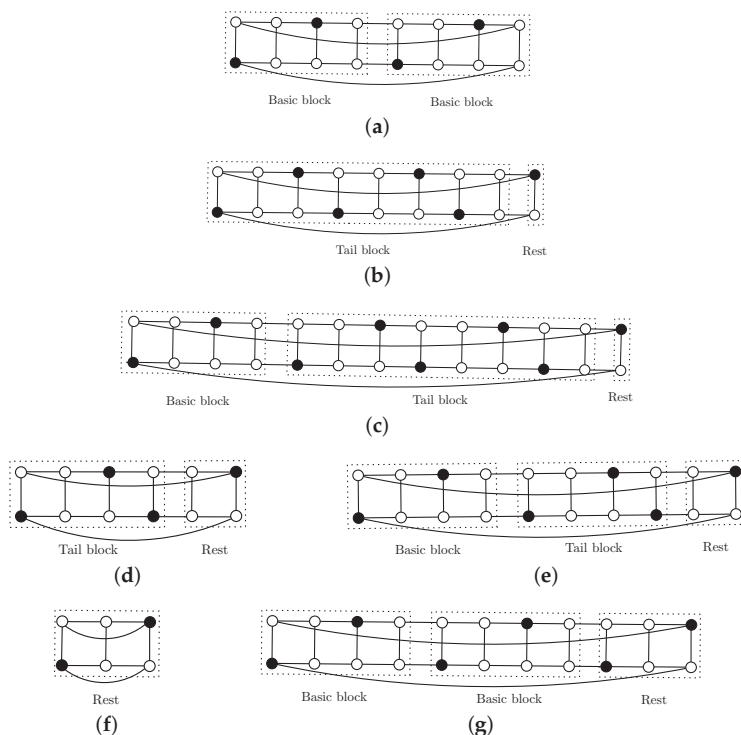 Basic block Basic block
(a)
Tail block Rest
(b)
Basic block Tail block Rest
(c)
Tail block Rest
(d)
Basic block Tail block Rest
(e)
Rest
(f)
Basic block Basic block Rest
(g)